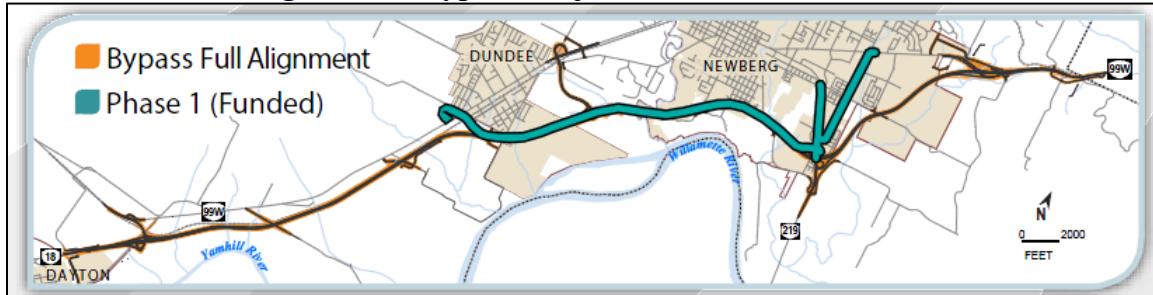 Bypass Full Alignment
Phase 1 (Funded)
DUNDEE
NEWBERG
99W
Willamette River
99W
219
18
DAYTON
Yamhill River
N
0 2000
FEET